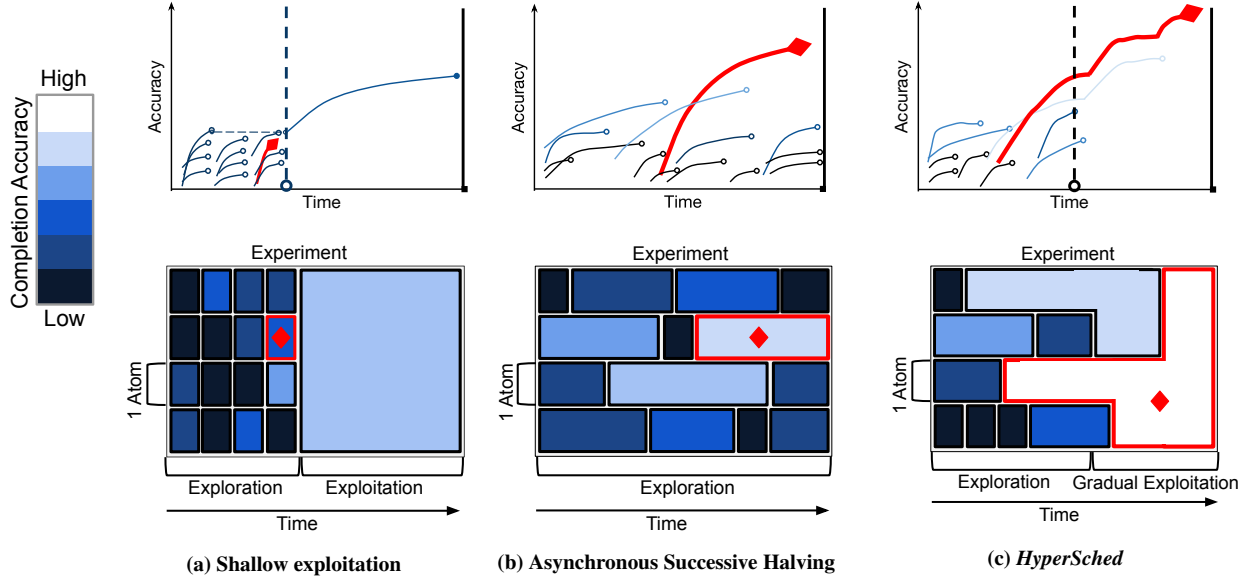 High
Completion Accuracy
Low
Accuracy
Time
Experiment
1 Atom
Exploration
Exploitation
Time
(a) Shallow exploitation
Accuracy
Time
Experiment
1 Atom
Exploration
Time
(b) Asynchronous Successive Halving
Accuracy
Time
Experiment
1 Atom
Exploration
Gradual Exploitation
Time
(c) HyperSched